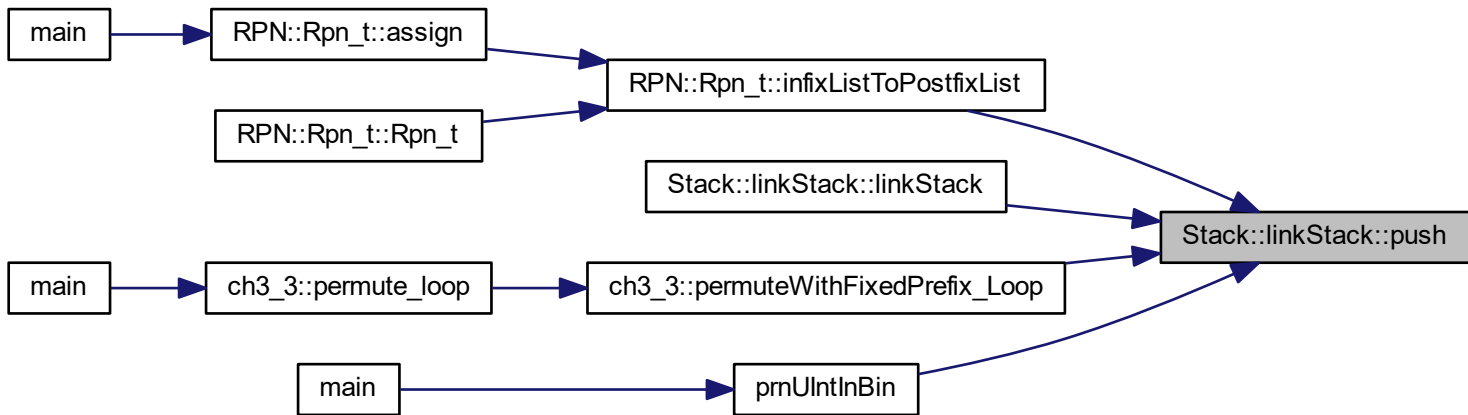 main
RPN::Rpn_t::assign
RPN::Rpn_t::infixListToPostfixList
RPN::Rpn_t::Rpn_t
Stack::linkStack::linkStack
Stack::linkStack::push
main
ch3_3::permute_loop
ch3_3::permuteWithFixedPrefix_Loop
main
prnUIntInBin